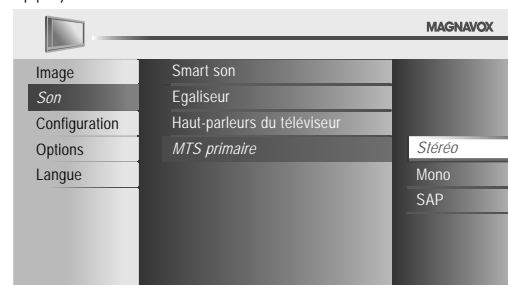 MAGNAVOX
Image
Son
Configuration
Options
Langue
Smart son
Egaliseur
Haut-parleurs du téléviseur
MTS primaire
Stéréo
Mono
SAP